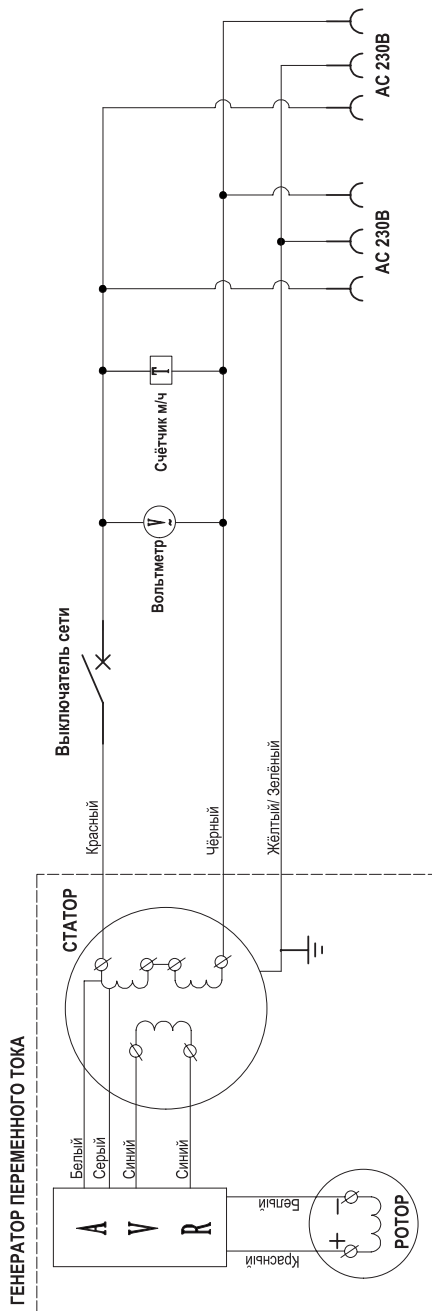 ГЕНЕРАТОР ПЕРЕМЕННОГО ТОКА
A
V
R
Белый
Серый
Синий
Синий
Красный
Белый
+
−
РОТОР
СТАТОР
Красный
Чёрный
Жёлтый/ Зелёный
Выключатель сети
Вольтметр
V
~
Счётчик м/ч
T
AC 230В
AC 230В